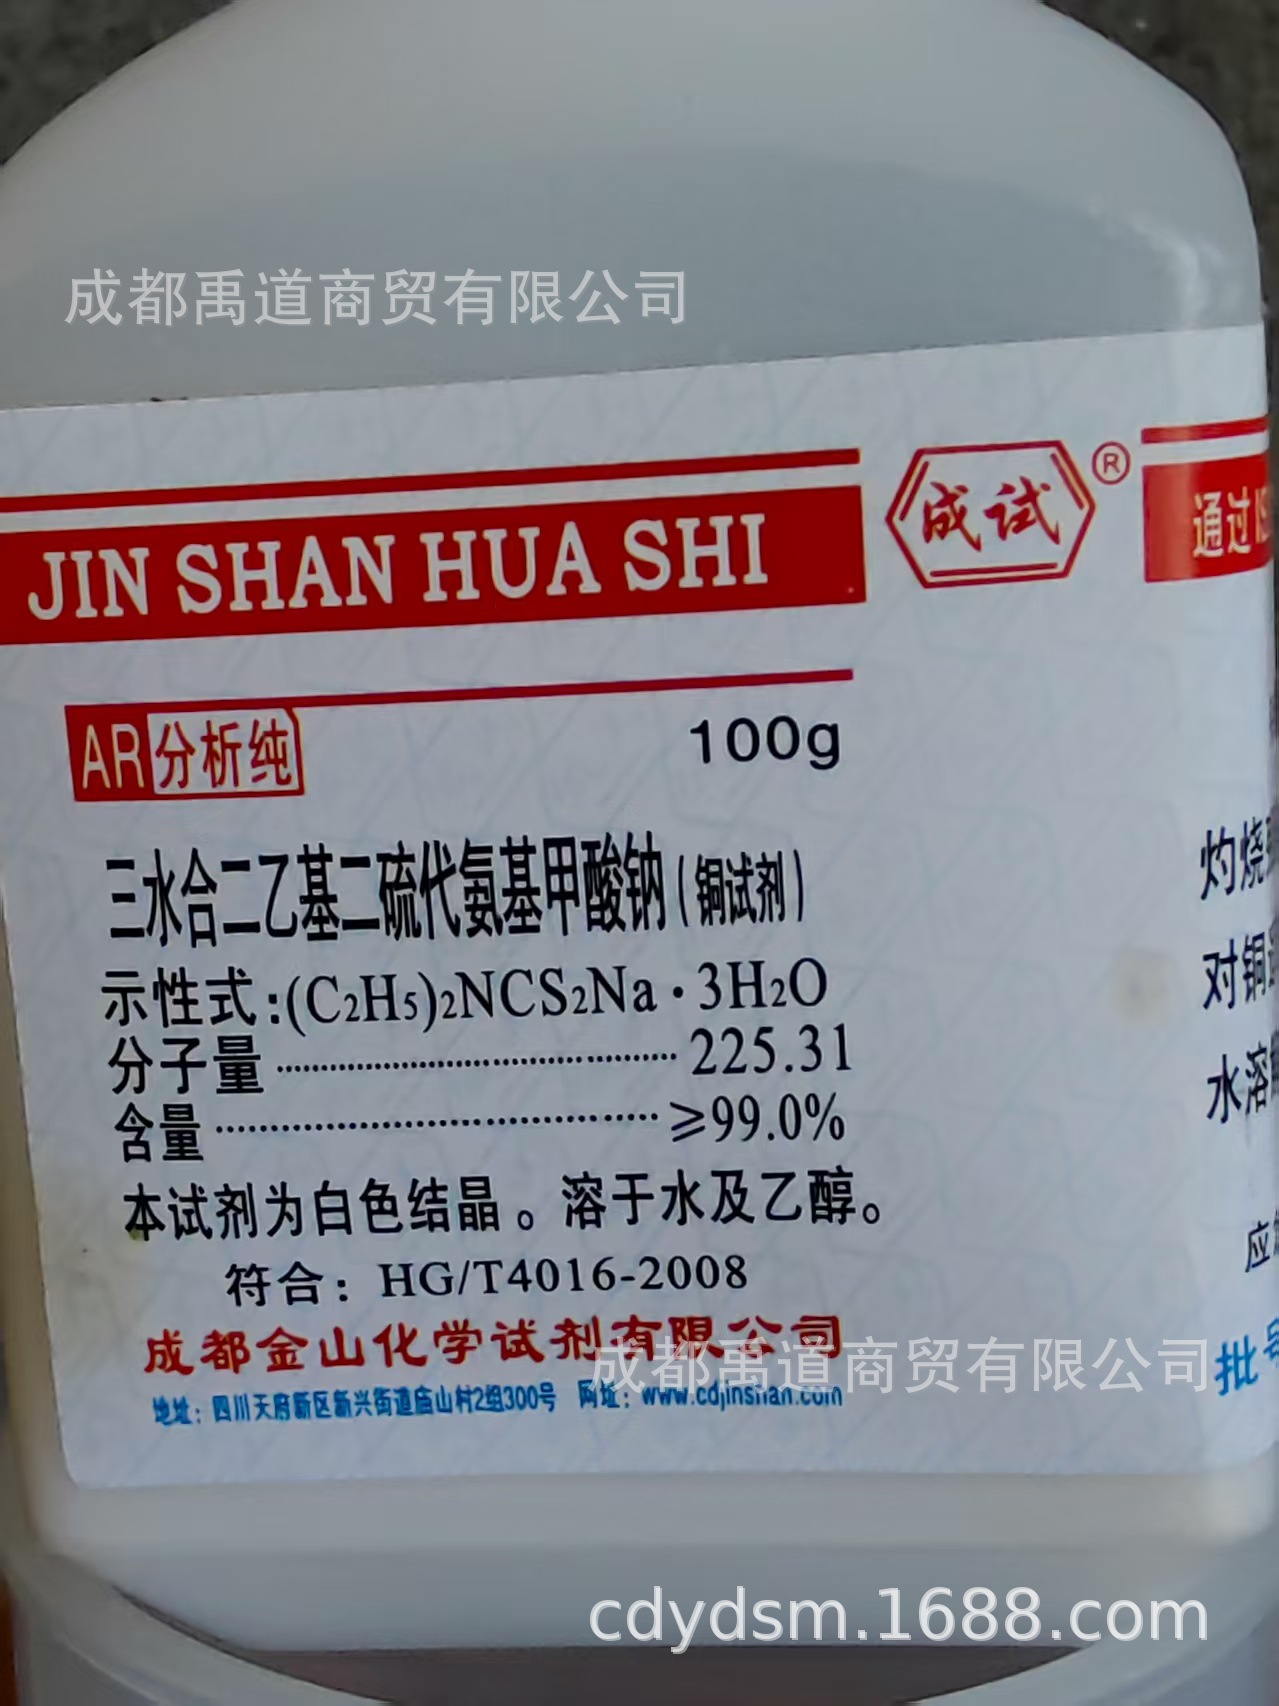 成都禹道商贸有限公司
JIN SHAN HUA SHI
成试®
通过
AR分析纯
100g
三水合二乙基二硫代氨基甲酸钠(铜试剂)
示性式:(C₂H₅)₂NCS₂Na·3H₂O
分子量 225.31
含量 ≥99.0%
本试剂为白色结晶。溶于水及乙醇。
符合:HG/T4016-2008
成都金山化学试剂有限公司
成都禹道商贸有限公司
地址:四川天府新区新兴街道庙山村2组300号 网址:www.cdjinshan.com
灼烧
对铜
水溶
应
批号
cdydsm.1688.com